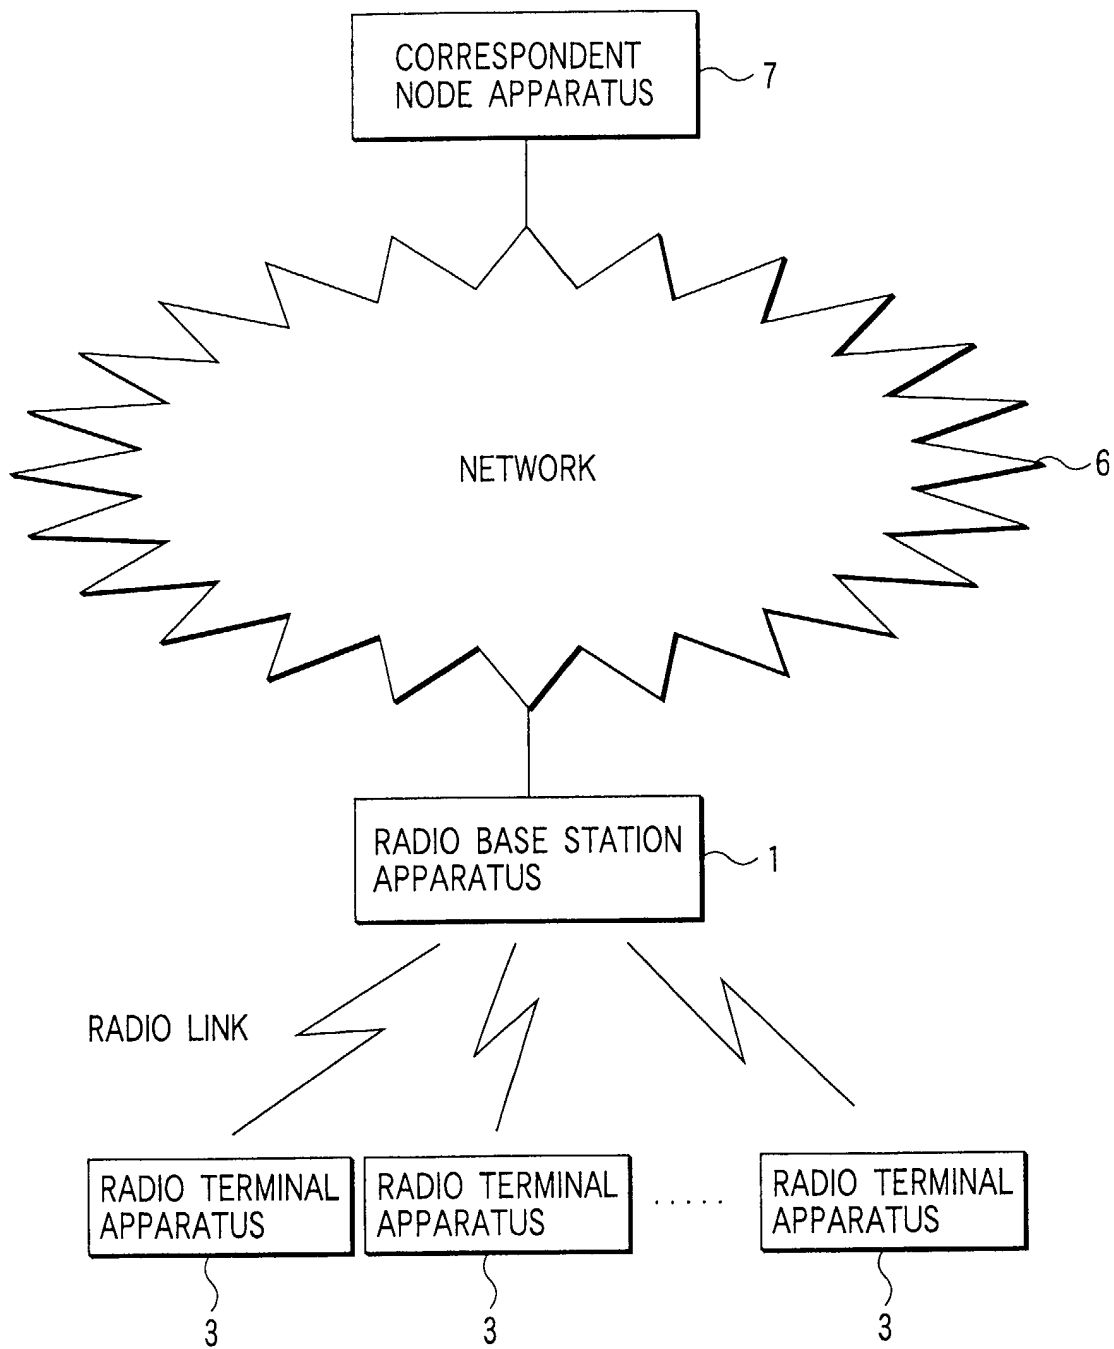 CORRESPONDENT
NODE APPARATUS
7
NETWORK
6
RADIO BASE STATION
APPARATUS
1
RADIO LINK
RADIO TERMINAL
APPARATUS
RADIO TERMINAL
APPARATUS
.....
RADIO TERMINAL
APPARATUS
3
3
3